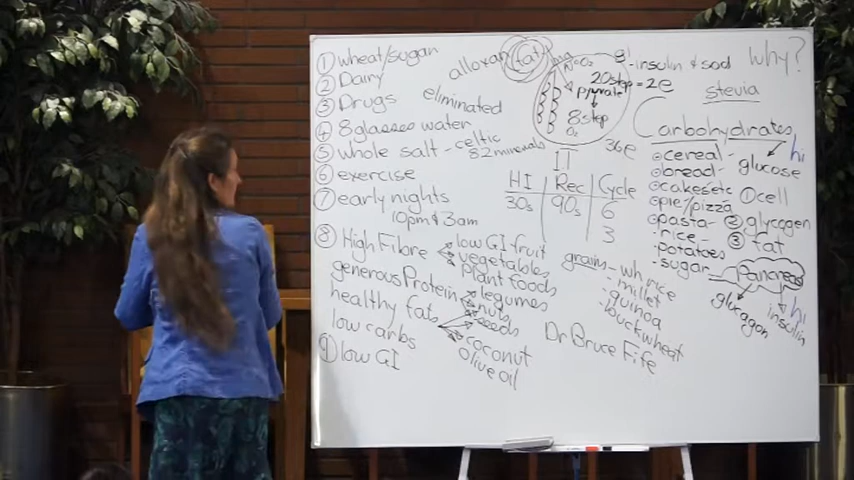 ① wheat/sugar
② Dairy
③ Drugs
④ 8 glasses water
⑤ whole salt - celtic
82 minerals
⑥ exercise
⑦ early nights
10pm & 3am
⑧ High Fibre
low GI-fruit
vegetables
plant foods
generous Protein
legumes
nuts
seeds
healthy Fats
coconut
olive oil
low carbs
⑨ low GI
alloxan
fat
eliminated
20step = 2e
pyruvate
8step
O2
36e
HI | Rec | Cycle
30s | 90s | 6
3
grains - wh rice
- millet
- quinoa
- buckwheat
Dr Bruce Fife
- insulin & sod
Why?
stevia
Carbohydrates
cereal -
bread -
cakes etc
pie/pizza
pasta -
rice -
potatoes
- sugar
hi
glucose
① cell
② glycogen
③ fat
Pancreas
glucagon
hi
insulin